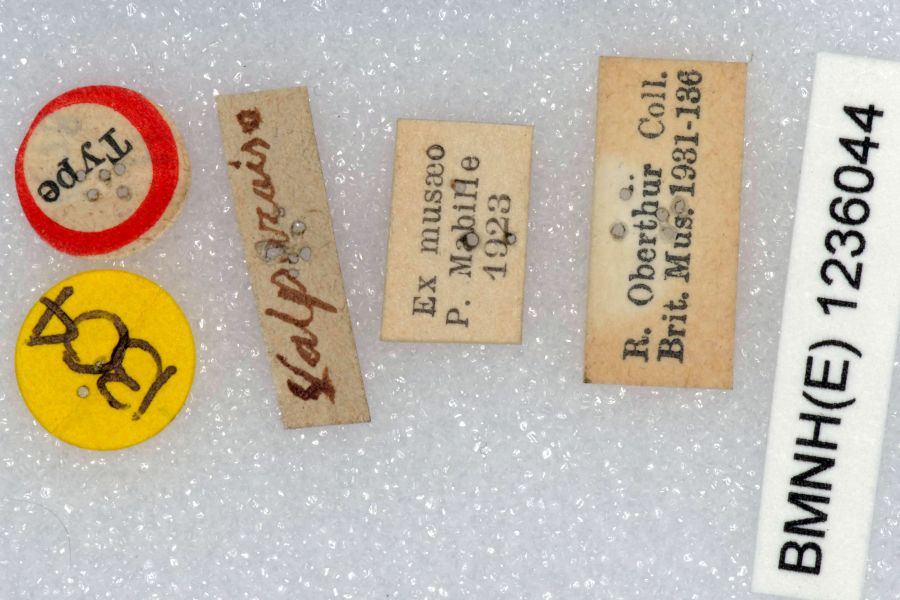 Type
Valparaiso
Ex musæo
P. Mabille
1923
R. Oberthur Coll.
Brit. Mus. 1931-136
BMNH(E) 1236044